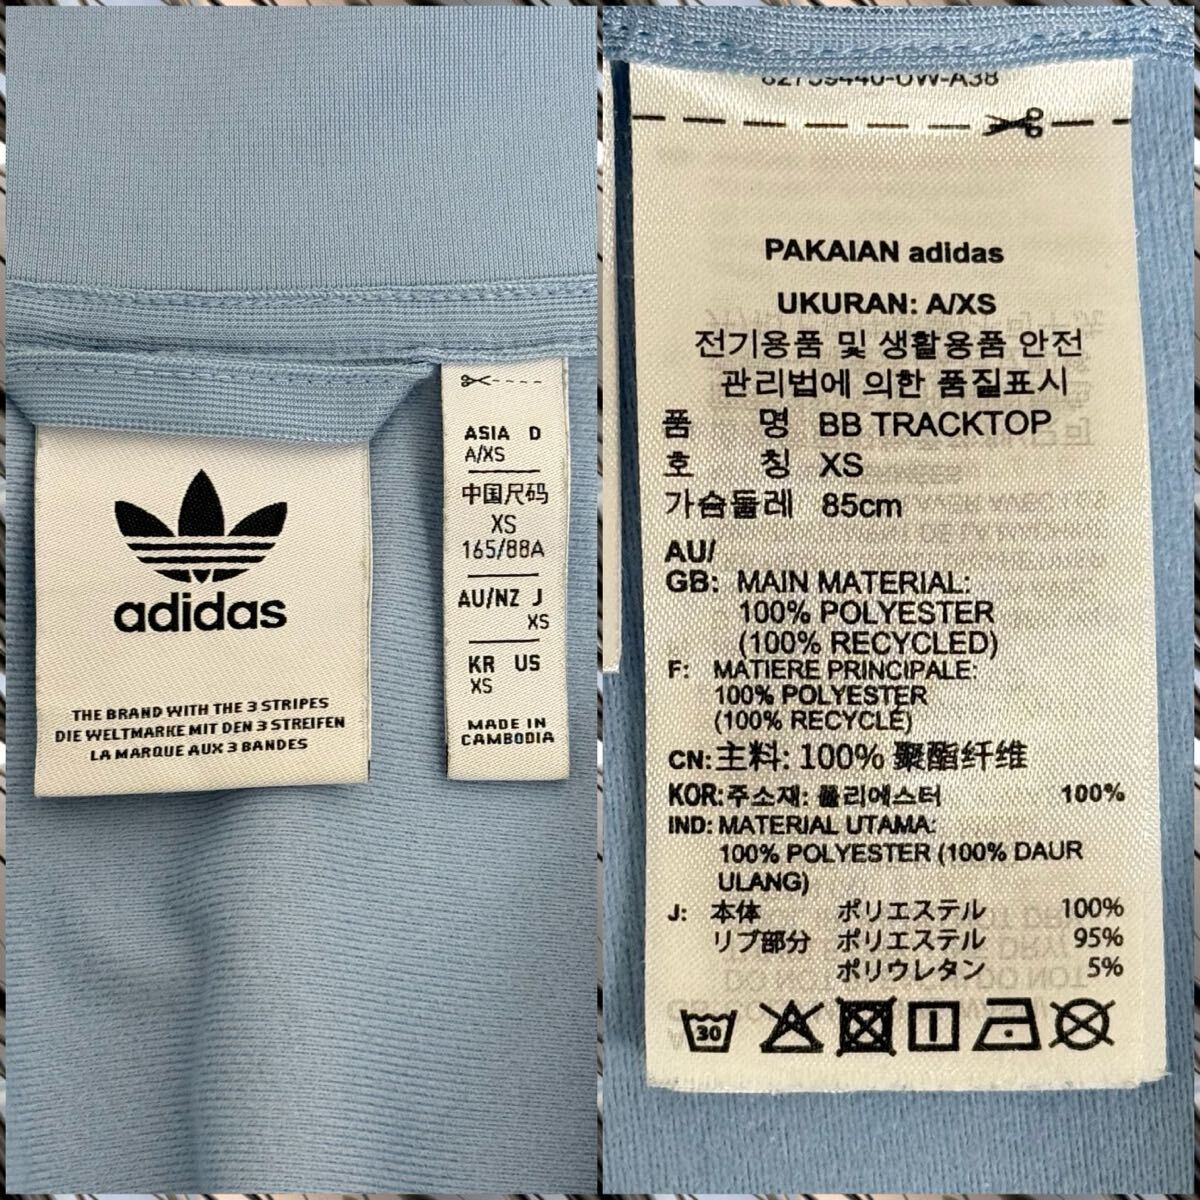 adidas
THE BRAND WITH THE 3 STRIPES
DIE WELTMARKE MIT DEN 3 STREIFEN
LA MARQUE AUX 3 BANDES
ASIA D
A/XS
中国尺码
XS
165/88A
AU/NZ J
XS
KR US
XS
MADE IN
CAMBODIA
PAKAIAN adidas
UKURAN: A/XS
전기용품 및 생활용품 안전
관리법에 의한 품질표시
품 명 BB TRACKTOP
호 칭 XS
가슴둘레 85cm
AU/
GB: MAIN MATERIAL:
100% POLYESTER
(100% RECYCLED)
F: MATIERE PRINCIPALE:
100% POLYESTER
(100% RECYCLÉ)
CN: 主料: 100% 聚酯纤维
KOR: 주소재: 폴리에스터 100%
IND: MATERIAL UTAMA:
100% POLYESTER (100% DAUR
ULANG)
J: 本体 ポリエステル 100%
リブ部分 ポリエステル 95%
ポリウレタン 5%
30